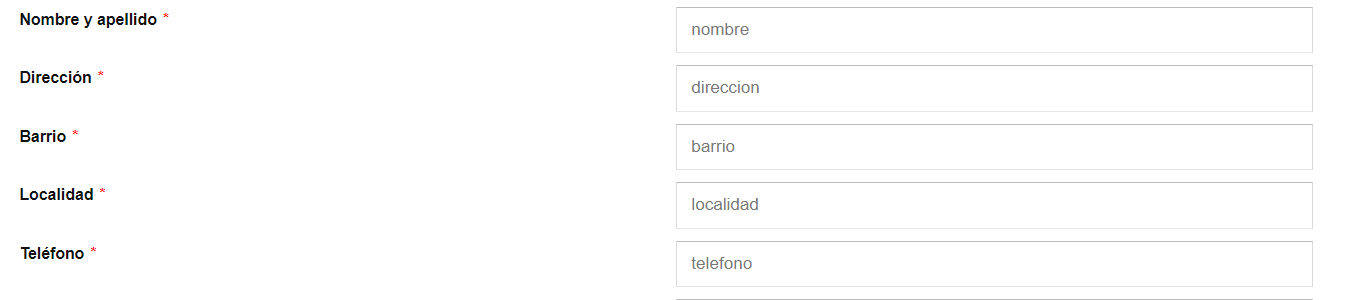 Nombre y apellido *
nombre
Dirección *
direccion
Barrio *
barrio
Localidad *
localidad
Teléfono *
telefono